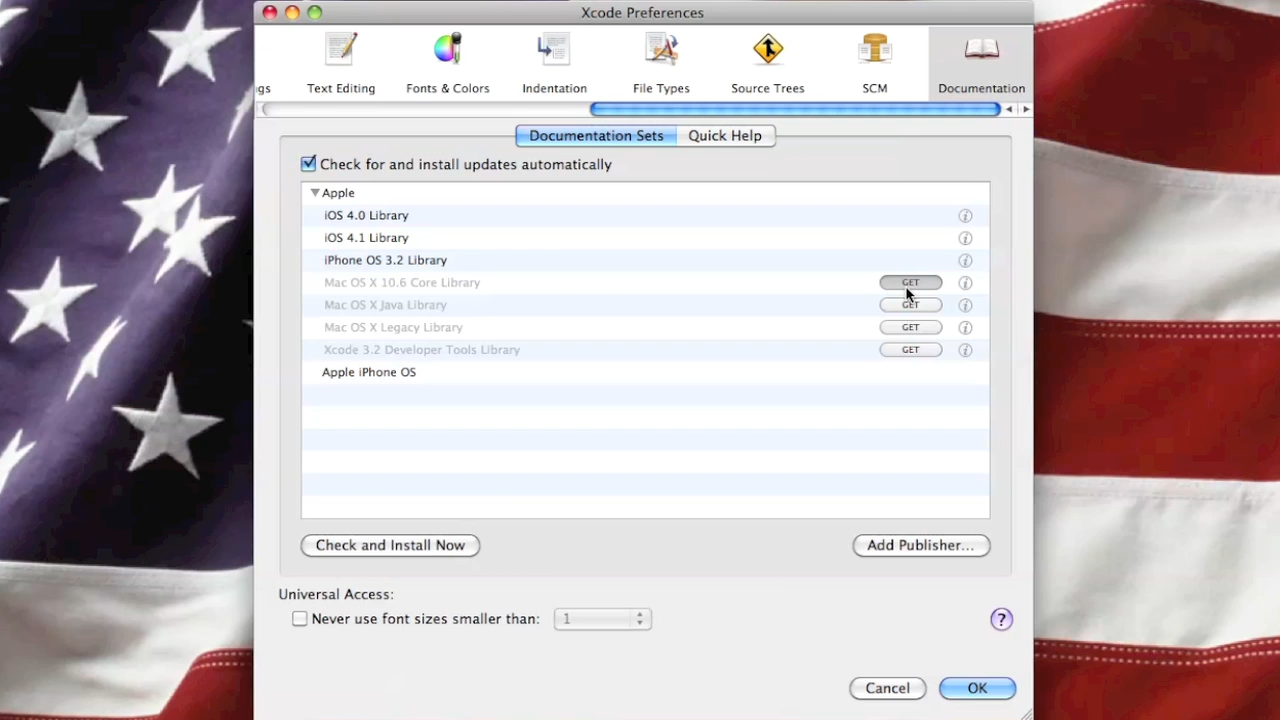 Xcode Preferences
gs Text Editing Fonts & Colors Indentation File Types Source Trees SCM Documentation
Documentation Sets Quick Help
Check for and install updates automatically
Apple
iOS 4.0 Library
iOS 4.1 Library
iPhone OS 3.2 Library
Mac OS X 10.6 Core Library GET
Mac OS X Java Library GET
Mac OS X Legacy Library GET
Xcode 3.2 Developer Tools Library GET
Apple iPhone OS
Check and Install Now Add Publisher...
Universal Access:
Never use font sizes smaller than: 1 ?
Cancel OK